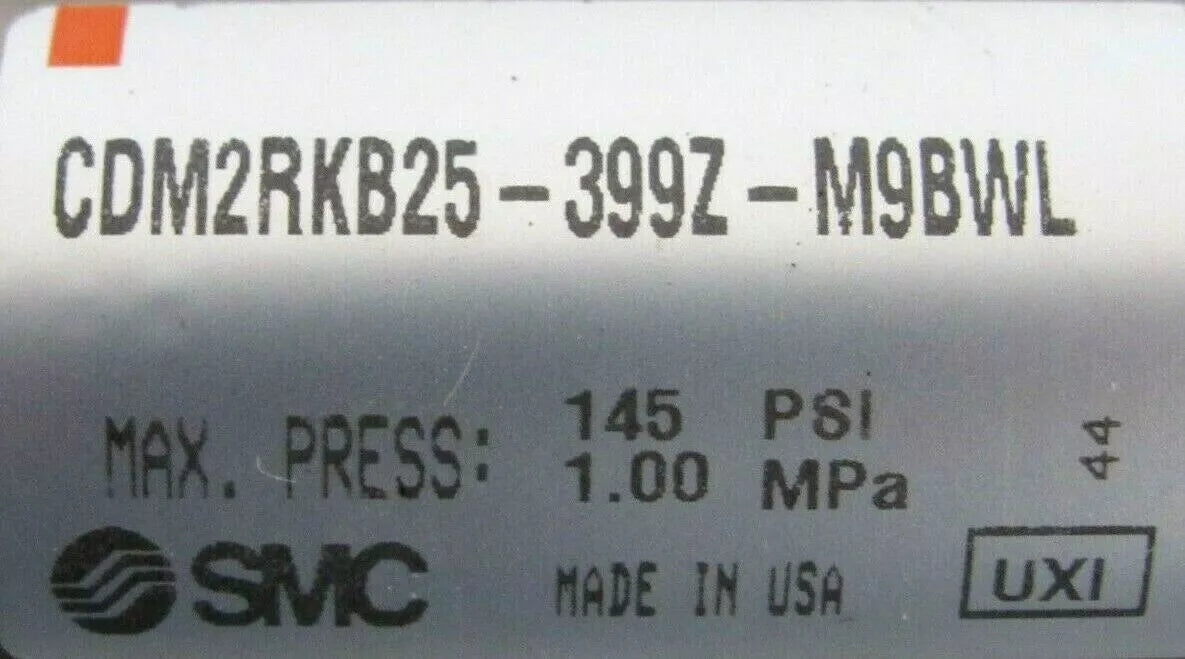 CDM2RKB25-399Z-M9BWL
MAX. PRESS: 145 PSI
1.00 MPa
44
SMC MADE IN USA UXI